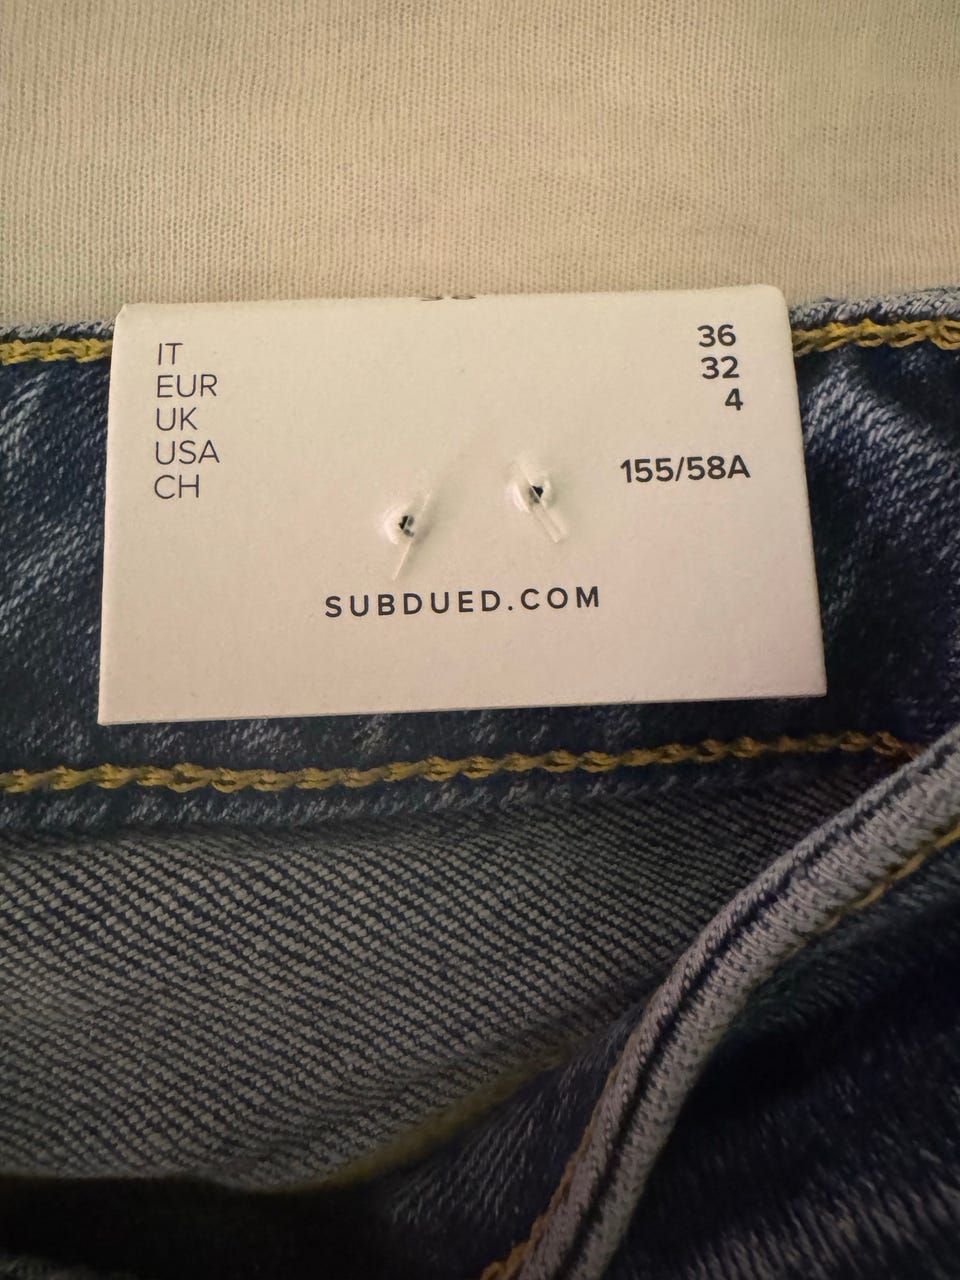 IT 36
EUR 32
UK 4
USA
CH 155/58A
SUBDUED.COM